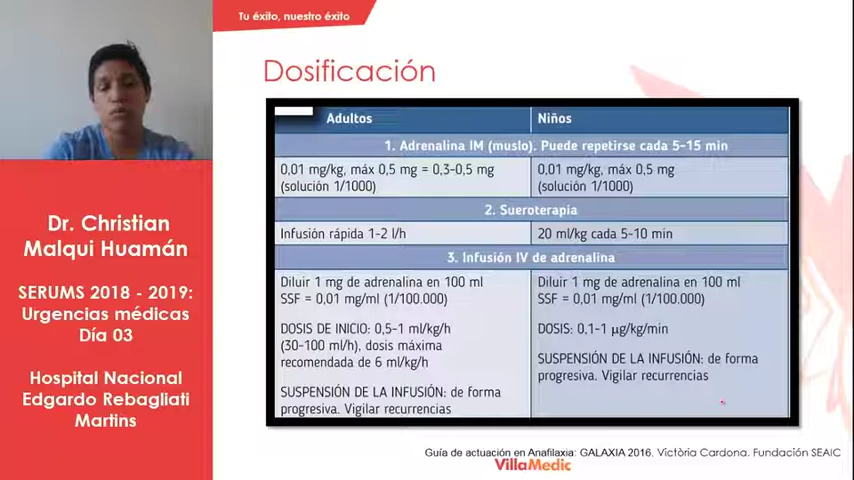 Tu éxito, nuestro éxito
Dosificación
Adultos
Niños
1. Adrenalina IM (muslo). Puede repetirse cada 5-15 min
0,01 mg/kg, máx 0,5 mg = 0,3-0,5 mg
(solución 1/1000)
0,01 mg/kg, máx 0,5 mg
(solución 1/1000)
2. Sueroterapia
Infusión rápida 1-2 l/h
20 ml/kg cada 5-10 min
3. Infusión IV de adrenalina
Diluir 1 mg de adrenalina en 100 ml
SSF = 0,01 mg/ml (1/100.000)
DOSIS DE INICIO: 0,5-1 ml/kg/h
(30-100 ml/h), dosis máxima
recomendada de 6 ml/kg/h
SUSPENSIÓN DE LA INFUSIÓN: de forma
progresiva. Vigilar recurrencias
Diluir 1 mg de adrenalina en 100 ml
SSF = 0,01 mg/ml (1/100.000)
DOSIS: 0,1-1 µg/kg/min
SUSPENSIÓN DE LA INFUSIÓN: de forma
progresiva. Vigilar recurrencias
Dr. Christian
Malqui Huamán
SERUMS 2018 - 2019:
Urgencias médicas
Día 03
Hospital Nacional
Edgardo Rebagliati
Martins
Guía de actuación en Anafilaxia: GALAXIA 2016. Victòria Cardona. Fundación SEAIC
VillaMedic